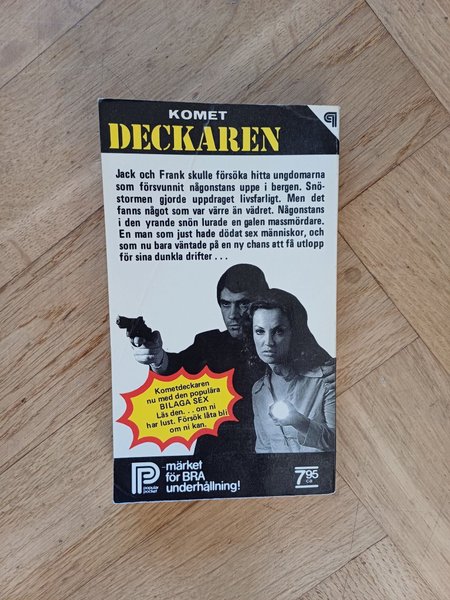 KOMET
DECKAREN
Jack och Frank skulle försöka hitta ungdomarna
som försvunnit någonstans uppe i bergen. Snö-
stormen gjorde uppdraget livsfarligt. Men det
fanns något som var värre än vädret. Någonstans
i den yrande snön lurade en galen massmördare.
En man som just hade dödat sex människor, och
som nu bara väntade på en ny chans att få utlopp
för sina dunkla drifter . . .
Kometdeckaren
nu med den populära
BILAGA SEX
Läs den. . . om ni
har lust. Försök låta bli
om ni kan.
P
popular
pocket
-märket
för BRA
underhållning!
7 95
ca